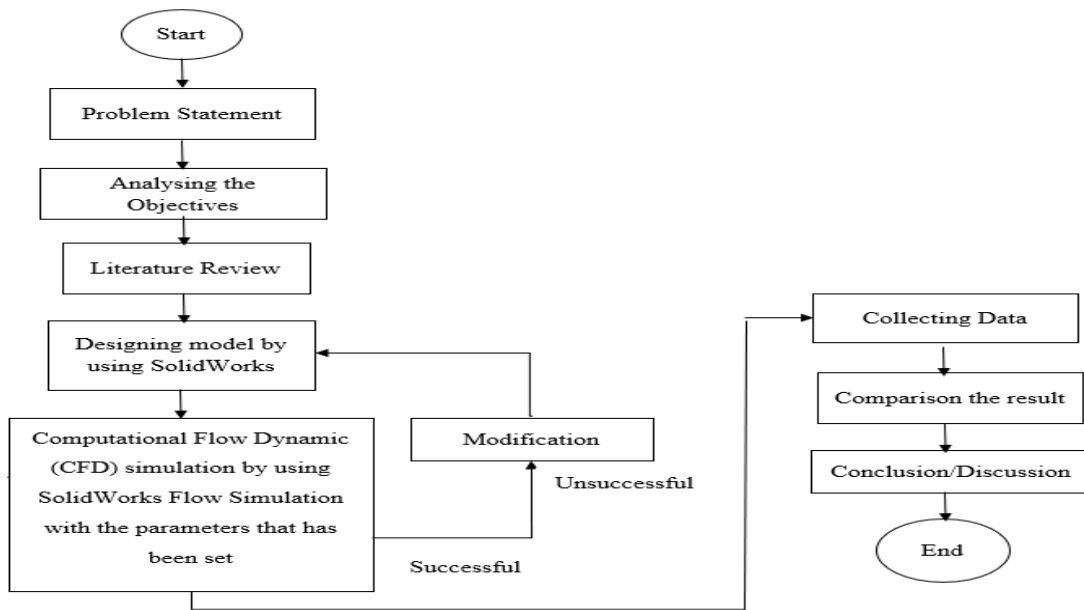 Start
Problem Statement
Analysing the
Objectives
Literature Review
Designing model by
using SolidWorks
Computational Flow Dynamic
(CFD) simulation by using
SolidWorks Flow Simulation
with the parameters that has
been set
Modification
Unsuccessful
Successful
Collecting Data
Comparison the result
Conclusion/Discussion
End